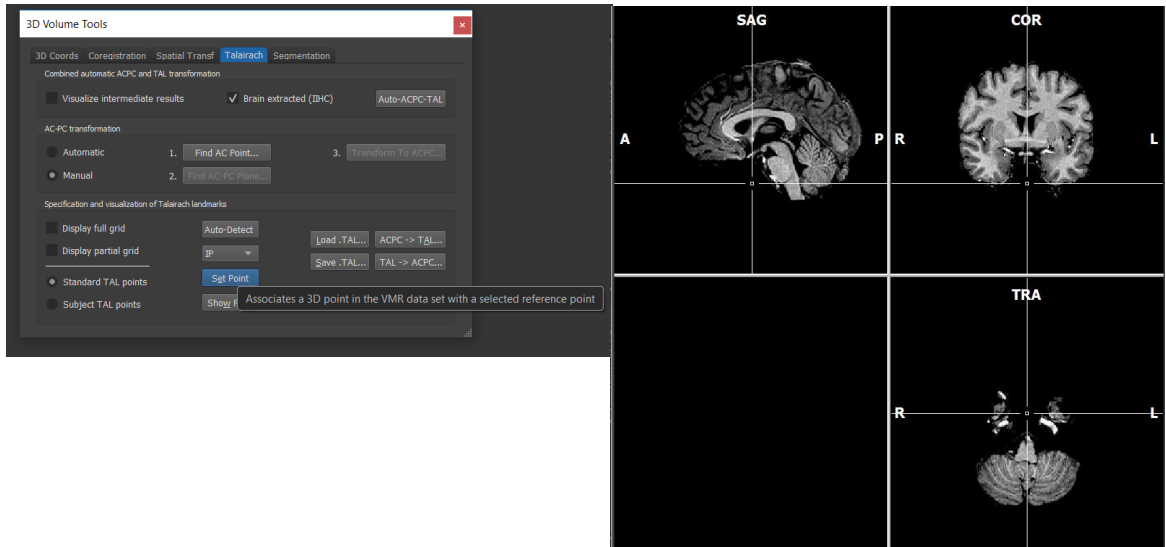 3D Volume Tools
×
3D Coords Coregistration Spatial Transf Talairach Segmentation
Combined automatic ACPC and TAL transformation
Visualize intermediate results Brain extracted (IIHC) Auto-ACPC-TAL
AC-PC transformation
Automatic 1. Find AC Point... 3. Transform To ACPC...
Manual 2. Find AC-PC Plane...
Specification and visualization of Talairach landmarks
Display full grid Auto-Detect
Load .TAL... ACPC -> TAL...
Display partial grid IP
Save .TAL... TAL -> ACPC...
Standard TAL points Set Point
Subject TAL points Show
Associates a 3D point in the VMR data set with a selected reference point
SAG
A P
COR
R L
TRA
R L